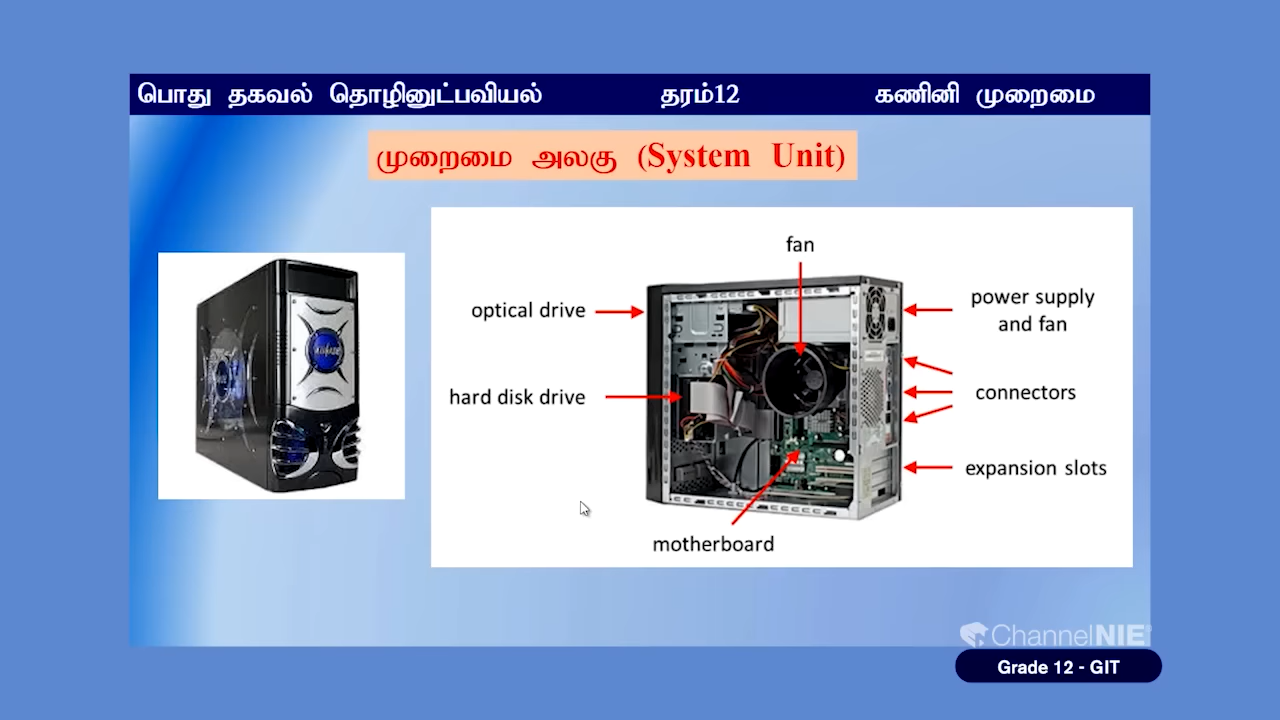 பொது தகவல் தொழினுட்பவியல் தரம்12 கணினி முறைமை
முறைமை அலகு (System Unit)
fan
optical drive
power supply
and fan
hard disk drive
connectors
expansion slots
motherboard
ChannelNIE
Grade 12 - GIT